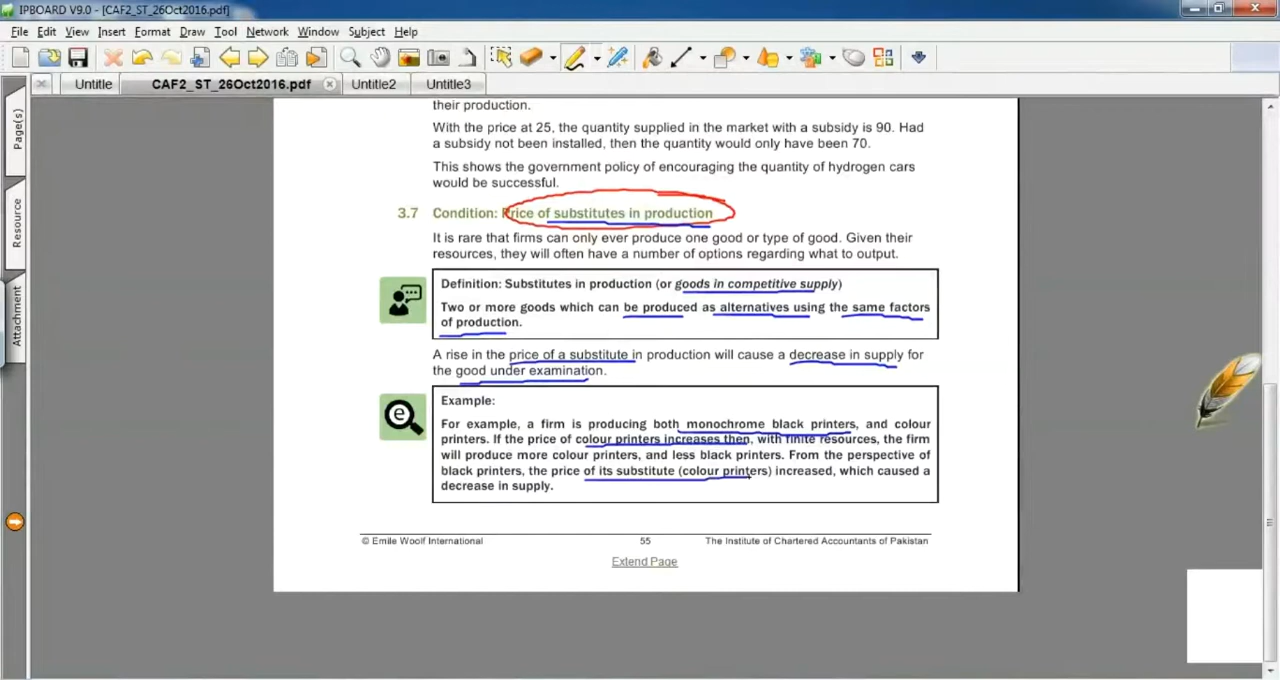 IPBOARD V9.0 - [CAF2_ST_26Oct2016.pdf]
File Edit View Insert Format Draw Tool Network Window Subject Help
Untitle CAF2_ST_26Oct2016.pdf Untitle2 Untitle3
Page(s)
Resource
Attachment
their production.
With the price at 25, the quantity supplied in the market with a subsidy is 90. Had
a subsidy not been installed, then the quantity would only have been 70.
This shows the government policy of encouraging the quantity of hydrogen cars
would be successful.
3.7 Condition: Price of substitutes in production
It is rare that firms can only ever produce one good or type of good. Given their
resources, they will often have a number of options regarding what to output.
Definition: Substitutes in production (or goods in competitive supply)
Two or more goods which can be produced as alternatives using the same factors
of production.
A rise in the price of a substitute in production will cause a decrease in supply for
the good under examination.
e
Example:
For example, a firm is producing both monochrome black printers, and colour
printers. If the price of colour printers increases then, with finite resources, the firm
will produce more colour printers, and less black printers. From the perspective of
black printers, the price of its substitute (colour printers) increased, which caused a
decrease in supply.
© Emile Woolf International 55 The Institute of Chartered Accountants of Pakistan
Extend Page